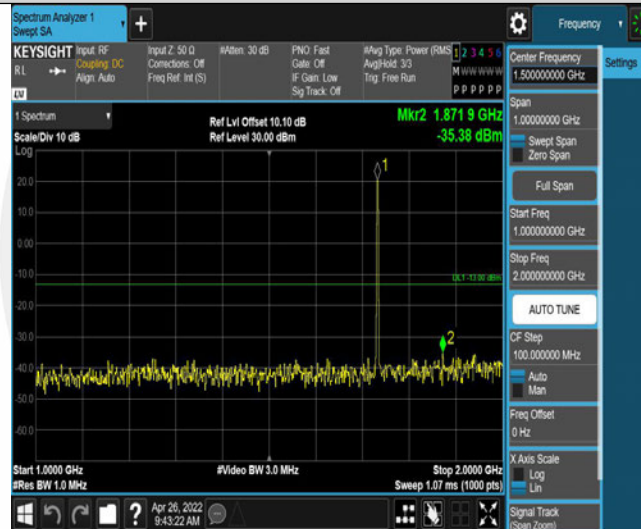 Spectrum Analyzer 1
Swept SA
+
Frequency
KEYSIGHT
RL
Input: RF
Coupling: DC
Align: Auto
Input Z: 50 Ω
Corrections: Off
Freq Ref: Int (S)
#Atten: 30 dB
PNO: Fast
Gate: Off
IF Gain: Low
Sig Track: Off
#Avg Type: Power (RMS
Avg|Hold: 3/3
Trig: Free Run
1 2 3 4 5 6
M W W W W W
P P P P P P
Settings
Center Frequency
1.500000000 GHz
Span
1.00000000 GHz
Swept Span
Zero Span
Full Span
Start Freq
1.000000000 GHz
Stop Freq
2.000000000 GHz
AUTO TUNE
CF Step
100.000000 MHz
Auto
Man
Freq Offset
0 Hz
X Axis Scale
Log
Lin
Signal Track
(Span Zoom)
1 Spectrum
Scale/Div 10 dB
Log
Ref Lvl Offset 10.10 dB
Ref Level 30.00 dBm
Mkr2 1.871 9 GHz
-35.38 dBm
1
20.0
10.0
0.00
-10.0
DL1 -13.00 dBm
-20.0
-30.0
2
-40.0
-50.0
-60.0
Start 1.0000 GHz
#Res BW 1.0 MHz
#Video BW 3.0 MHz
Stop 2.0000 GHz
Sweep 1.07 ms (1000 pts)
?
Apr 26, 2022
9:43:22 AM